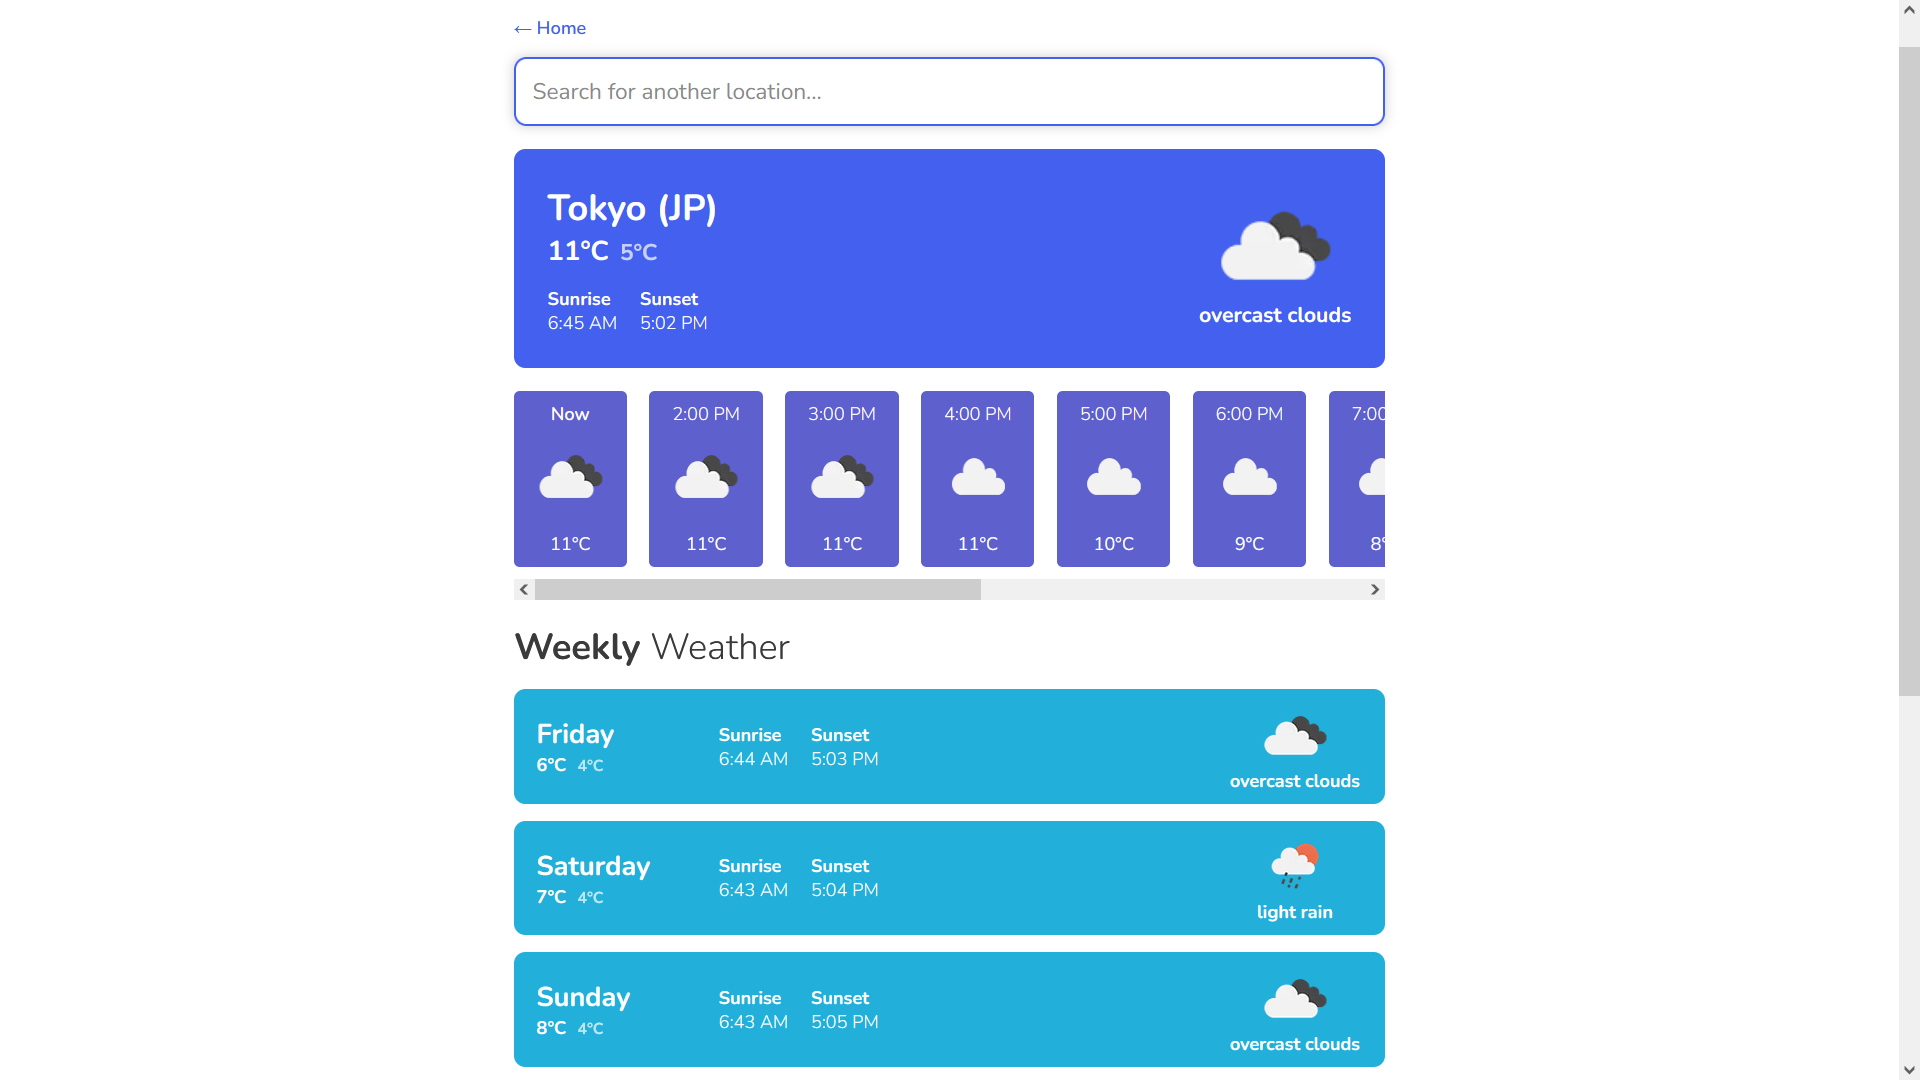 ← Home
Search for another location...
Tokyo (JP)
11°C 5°C
Sunrise Sunset
6:45 AM 5:02 PM
overcast clouds
Now 2:00 PM 3:00 PM 4:00 PM 5:00 PM 6:00 PM 7:00
11°C 11°C 11°C 11°C 10°C 9°C 8°
Weekly Weather
Friday
6°C 4°C
Sunrise Sunset
6:44 AM 5:03 PM
overcast clouds
Saturday
7°C 4°C
Sunrise Sunset
6:43 AM 5:04 PM
light rain
Sunday
8°C 4°C
Sunrise Sunset
6:43 AM 5:05 PM
overcast clouds